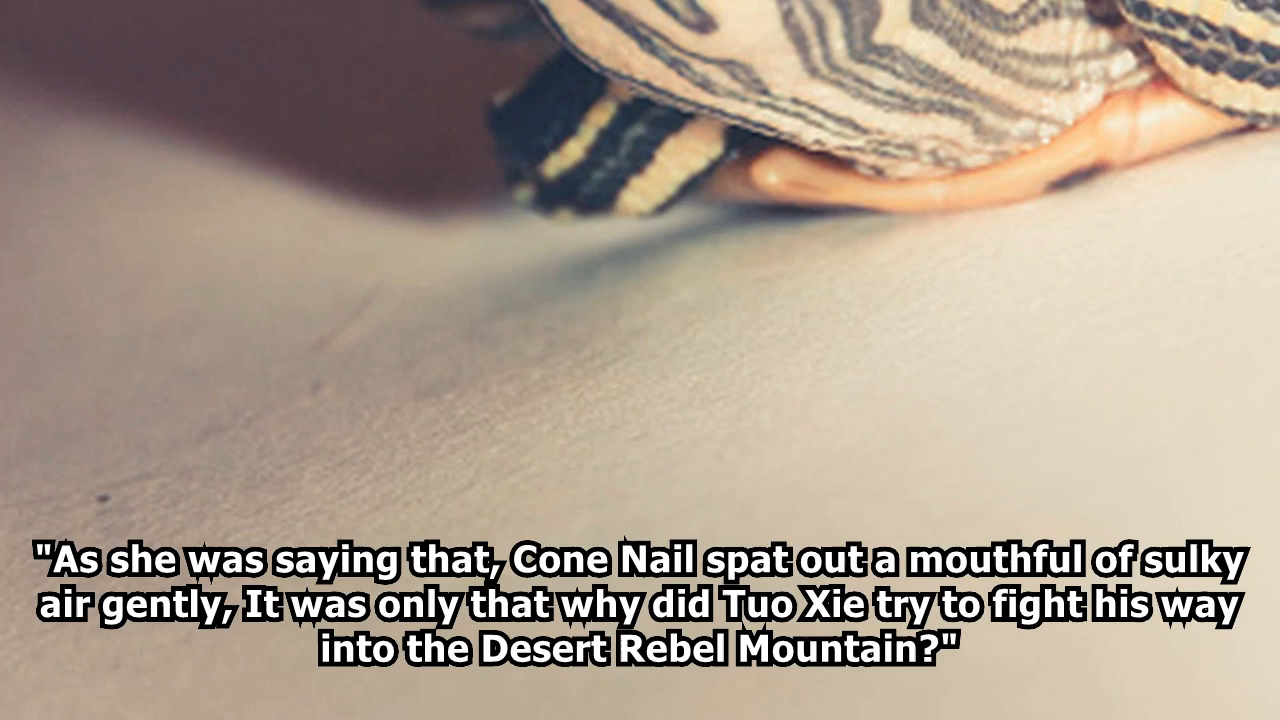 "As she was saying that, Cone Nail spat out a mouthful of sulky
air gently, It was only that why did Tuo Xie try to fight his way
into the Desert Rebel Mountain?"